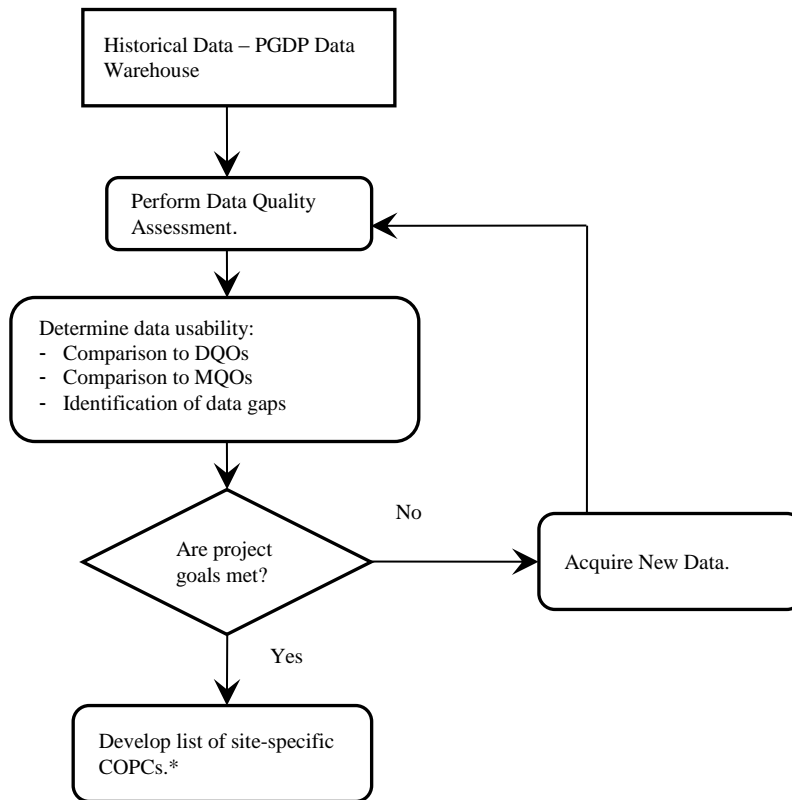 Historical Data – PGDP Data
Warehouse
Perform Data Quality
Assessment.
Determine data usability:
- Comparison to DQOs
- Comparison to MQOs
- Identification of data gaps
Are project
goals met?
No
Acquire New Data.
Yes
Develop list of site-specific
COPCs.*